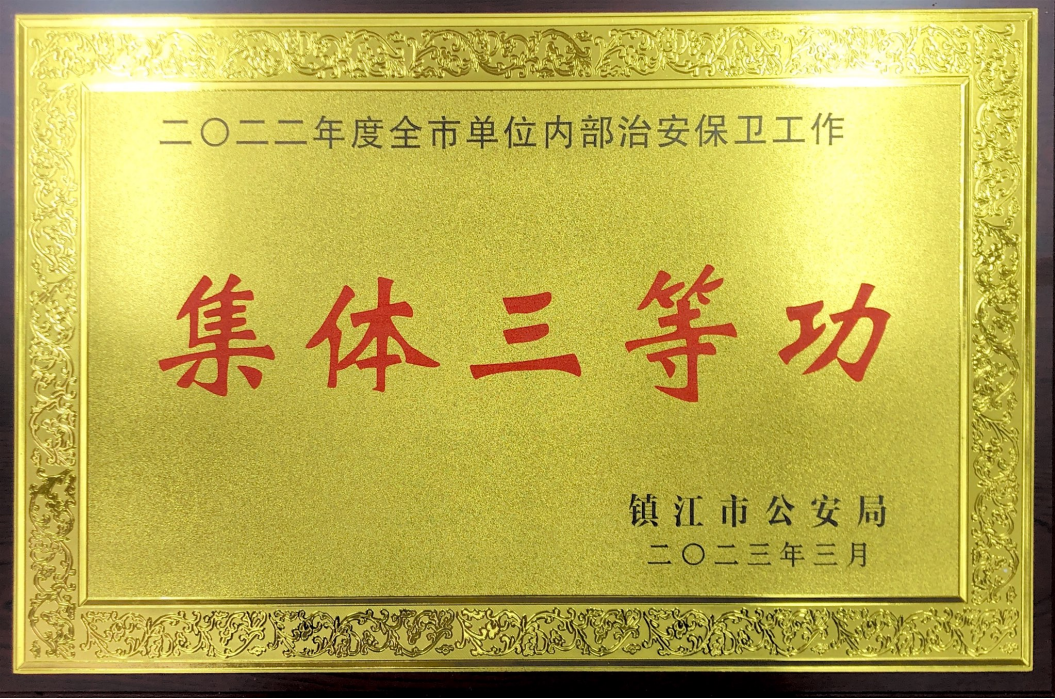 二〇二二年度全市单位内部治安保卫工作
集体三等功
镇江市公安局
二〇二三年三月